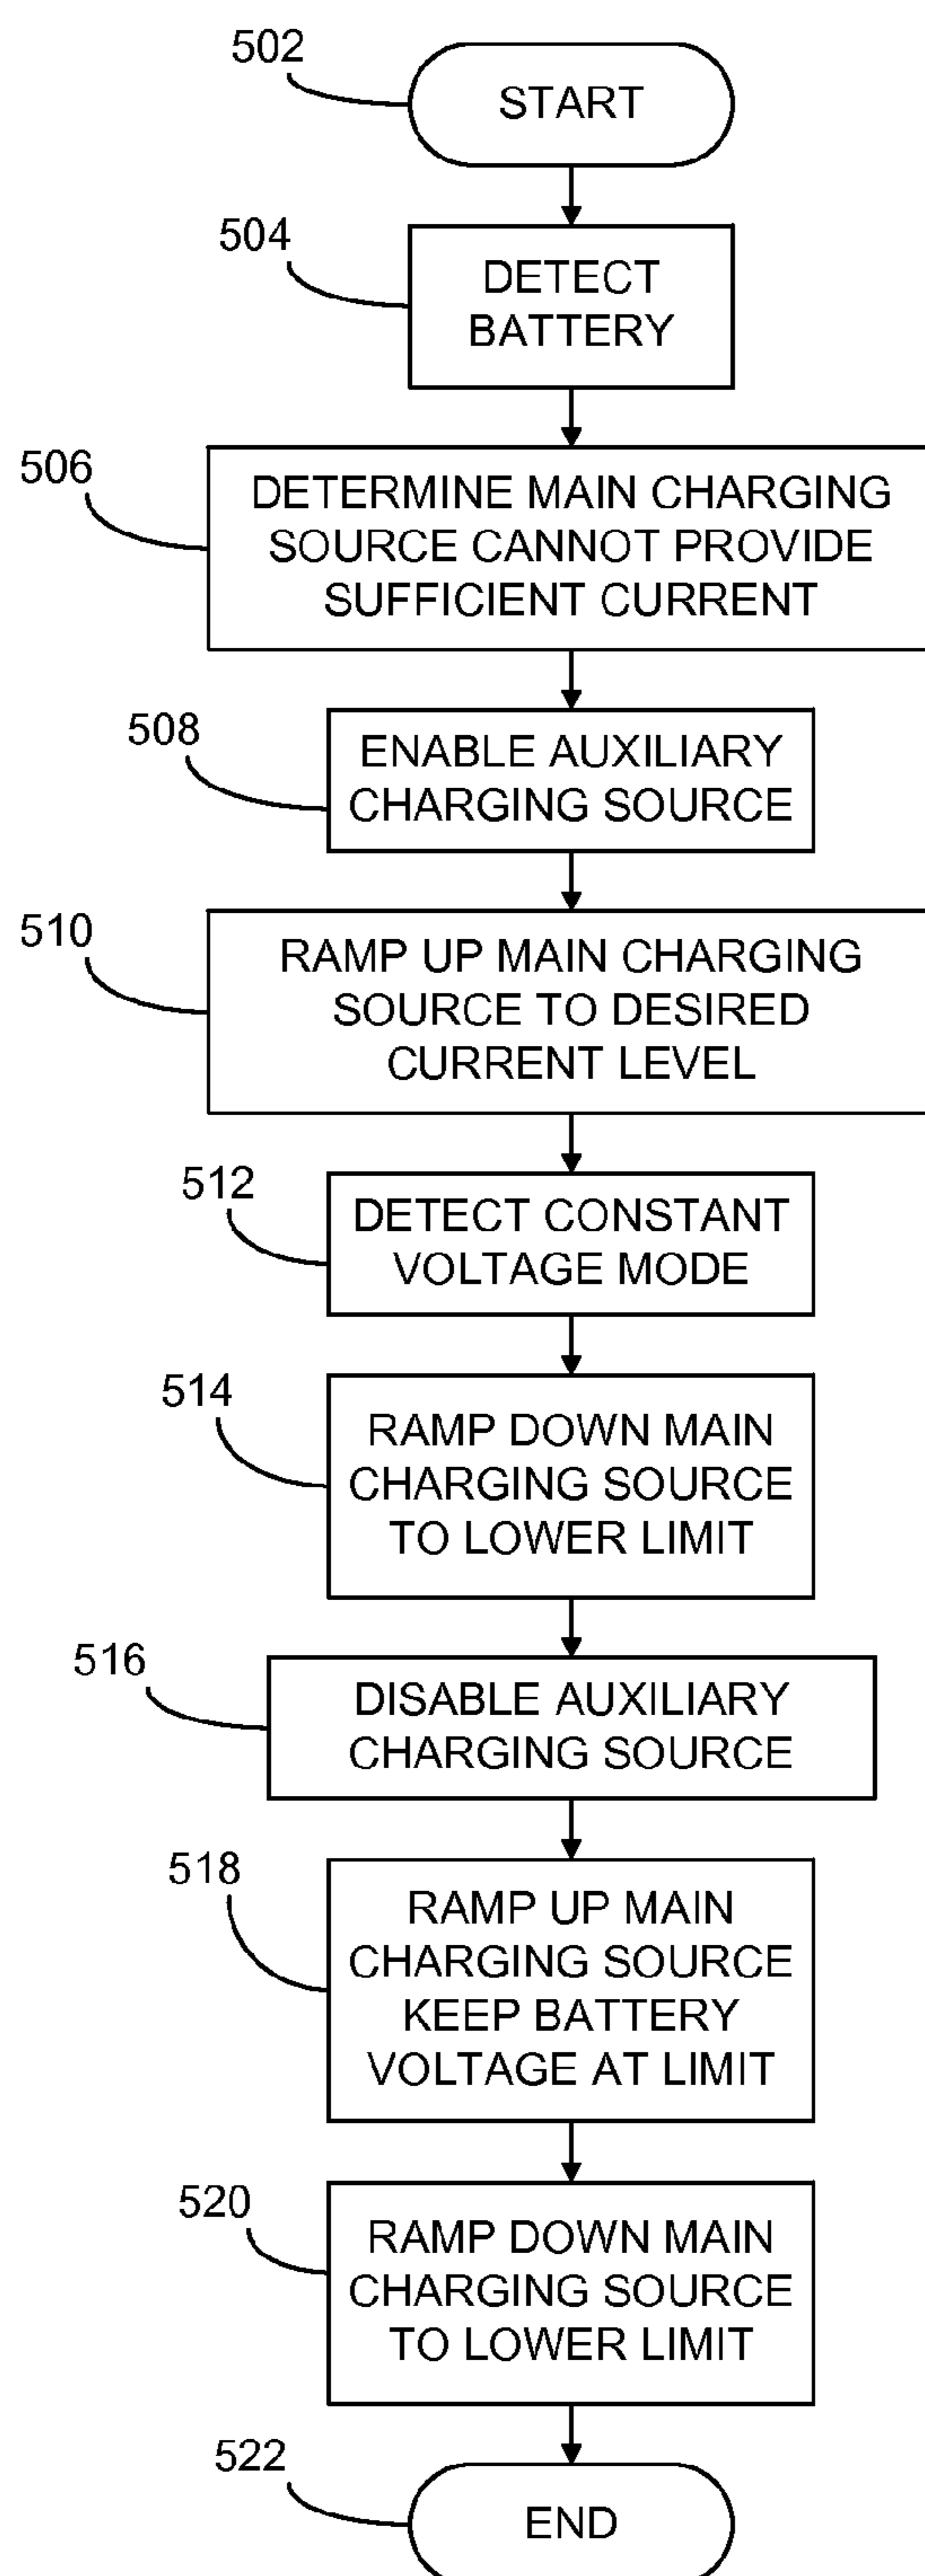 502
START
504
DETECT
BATTERY
506
DETERMINE MAIN CHARGING
SOURCE CANNOT PROVIDE
SUFFICIENT CURRENT
508
ENABLE AUXILIARY
CHARGING SOURCE
510
RAMP UP MAIN CHARGING
SOURCE TO DESIRED
CURRENT LEVEL
512
DETECT CONSTANT
VOLTAGE MODE
514
RAMP DOWN MAIN
CHARGING SOURCE
TO LOWER LIMIT
516
DISABLE AUXILIARY
CHARGING SOURCE
518
RAMP UP MAIN
CHARGING SOURCE
KEEP BATTERY
VOLTAGE AT LIMIT
520
RAMP DOWN MAIN
CHARGING SOURCE
TO LOWER LIMIT
522
END